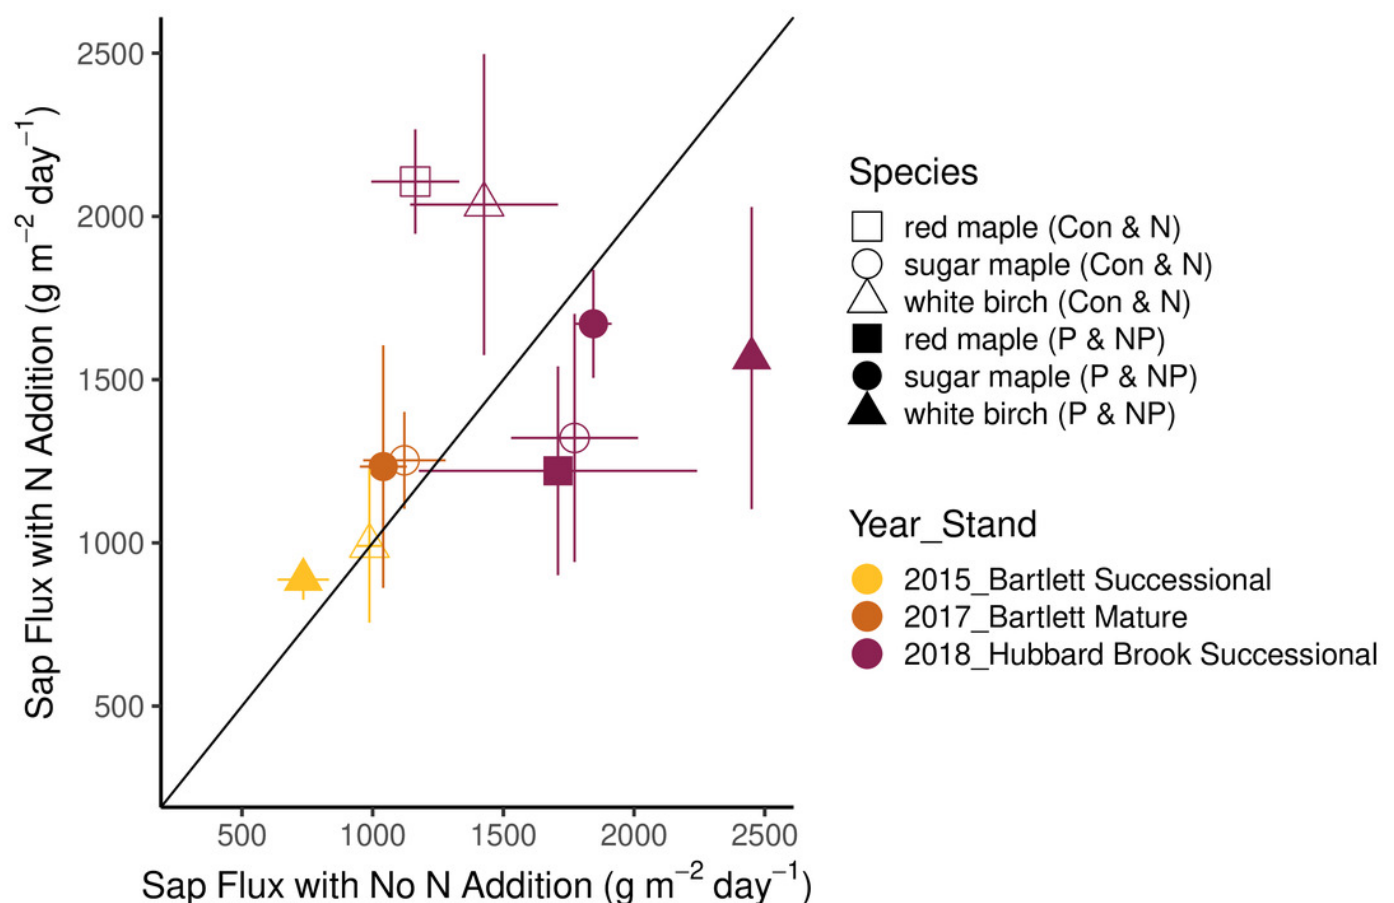 Sap Flux with N Addition (g m⁻² day⁻¹)
2500
2000
1500
1000
500
500 1000 1500 2000 2500
Sap Flux with No N Addition (g m⁻² day⁻¹)
Species
red maple (Con & N)
sugar maple (Con & N)
white birch (Con & N)
red maple (P & NP)
sugar maple (P & NP)
white birch (P & NP)
Year_Stand
2015_Bartlett Successional
2017_Bartlett Mature
2018_Hubbard Brook Successional